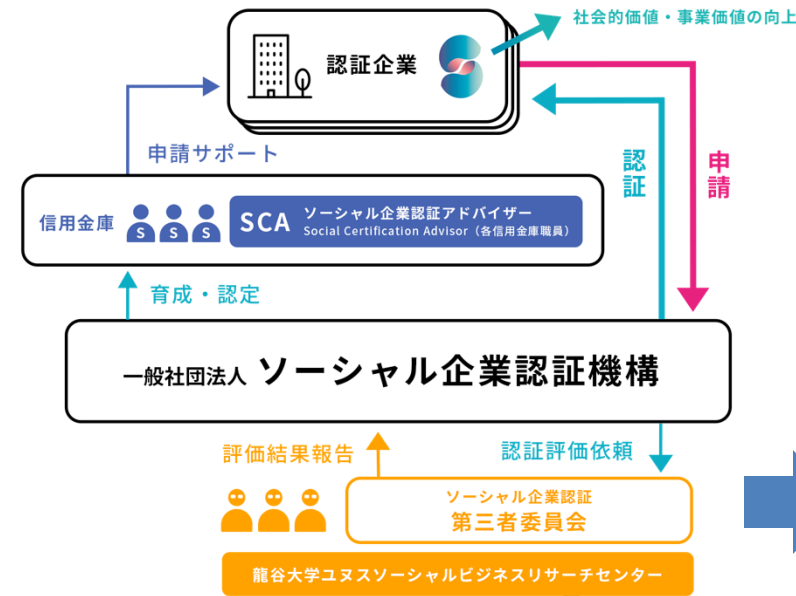 社会的価値・事業価値の向上
認証企業
申請サポート
認証
申請
信用金庫
S S S
SCA
ソーシャル企業認証アドバイザー
Social Certification Advisor（各信用金庫職員）
育成・認定
一般社団法人 ソーシャル企業認証機構
評価結果報告
認証評価依頼
ソーシャル企業認証
第三者委員会
龍谷大学ユヌスソーシャルビジネスリサーチセンター